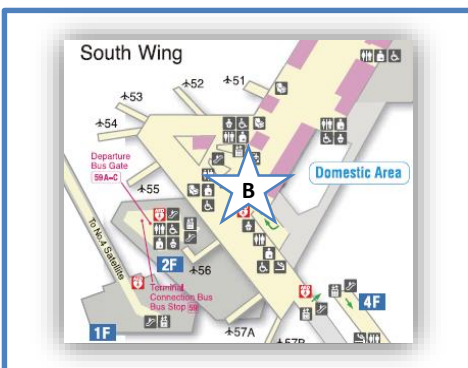 South Wing
52
51
53
54
Departure
Bus Gate
59A-C
B
Domestic Area
55
To No.4 Satellite
2F
56
Terminal
Connection Bus
Bus Stop 59
4F
1F
57A
57B